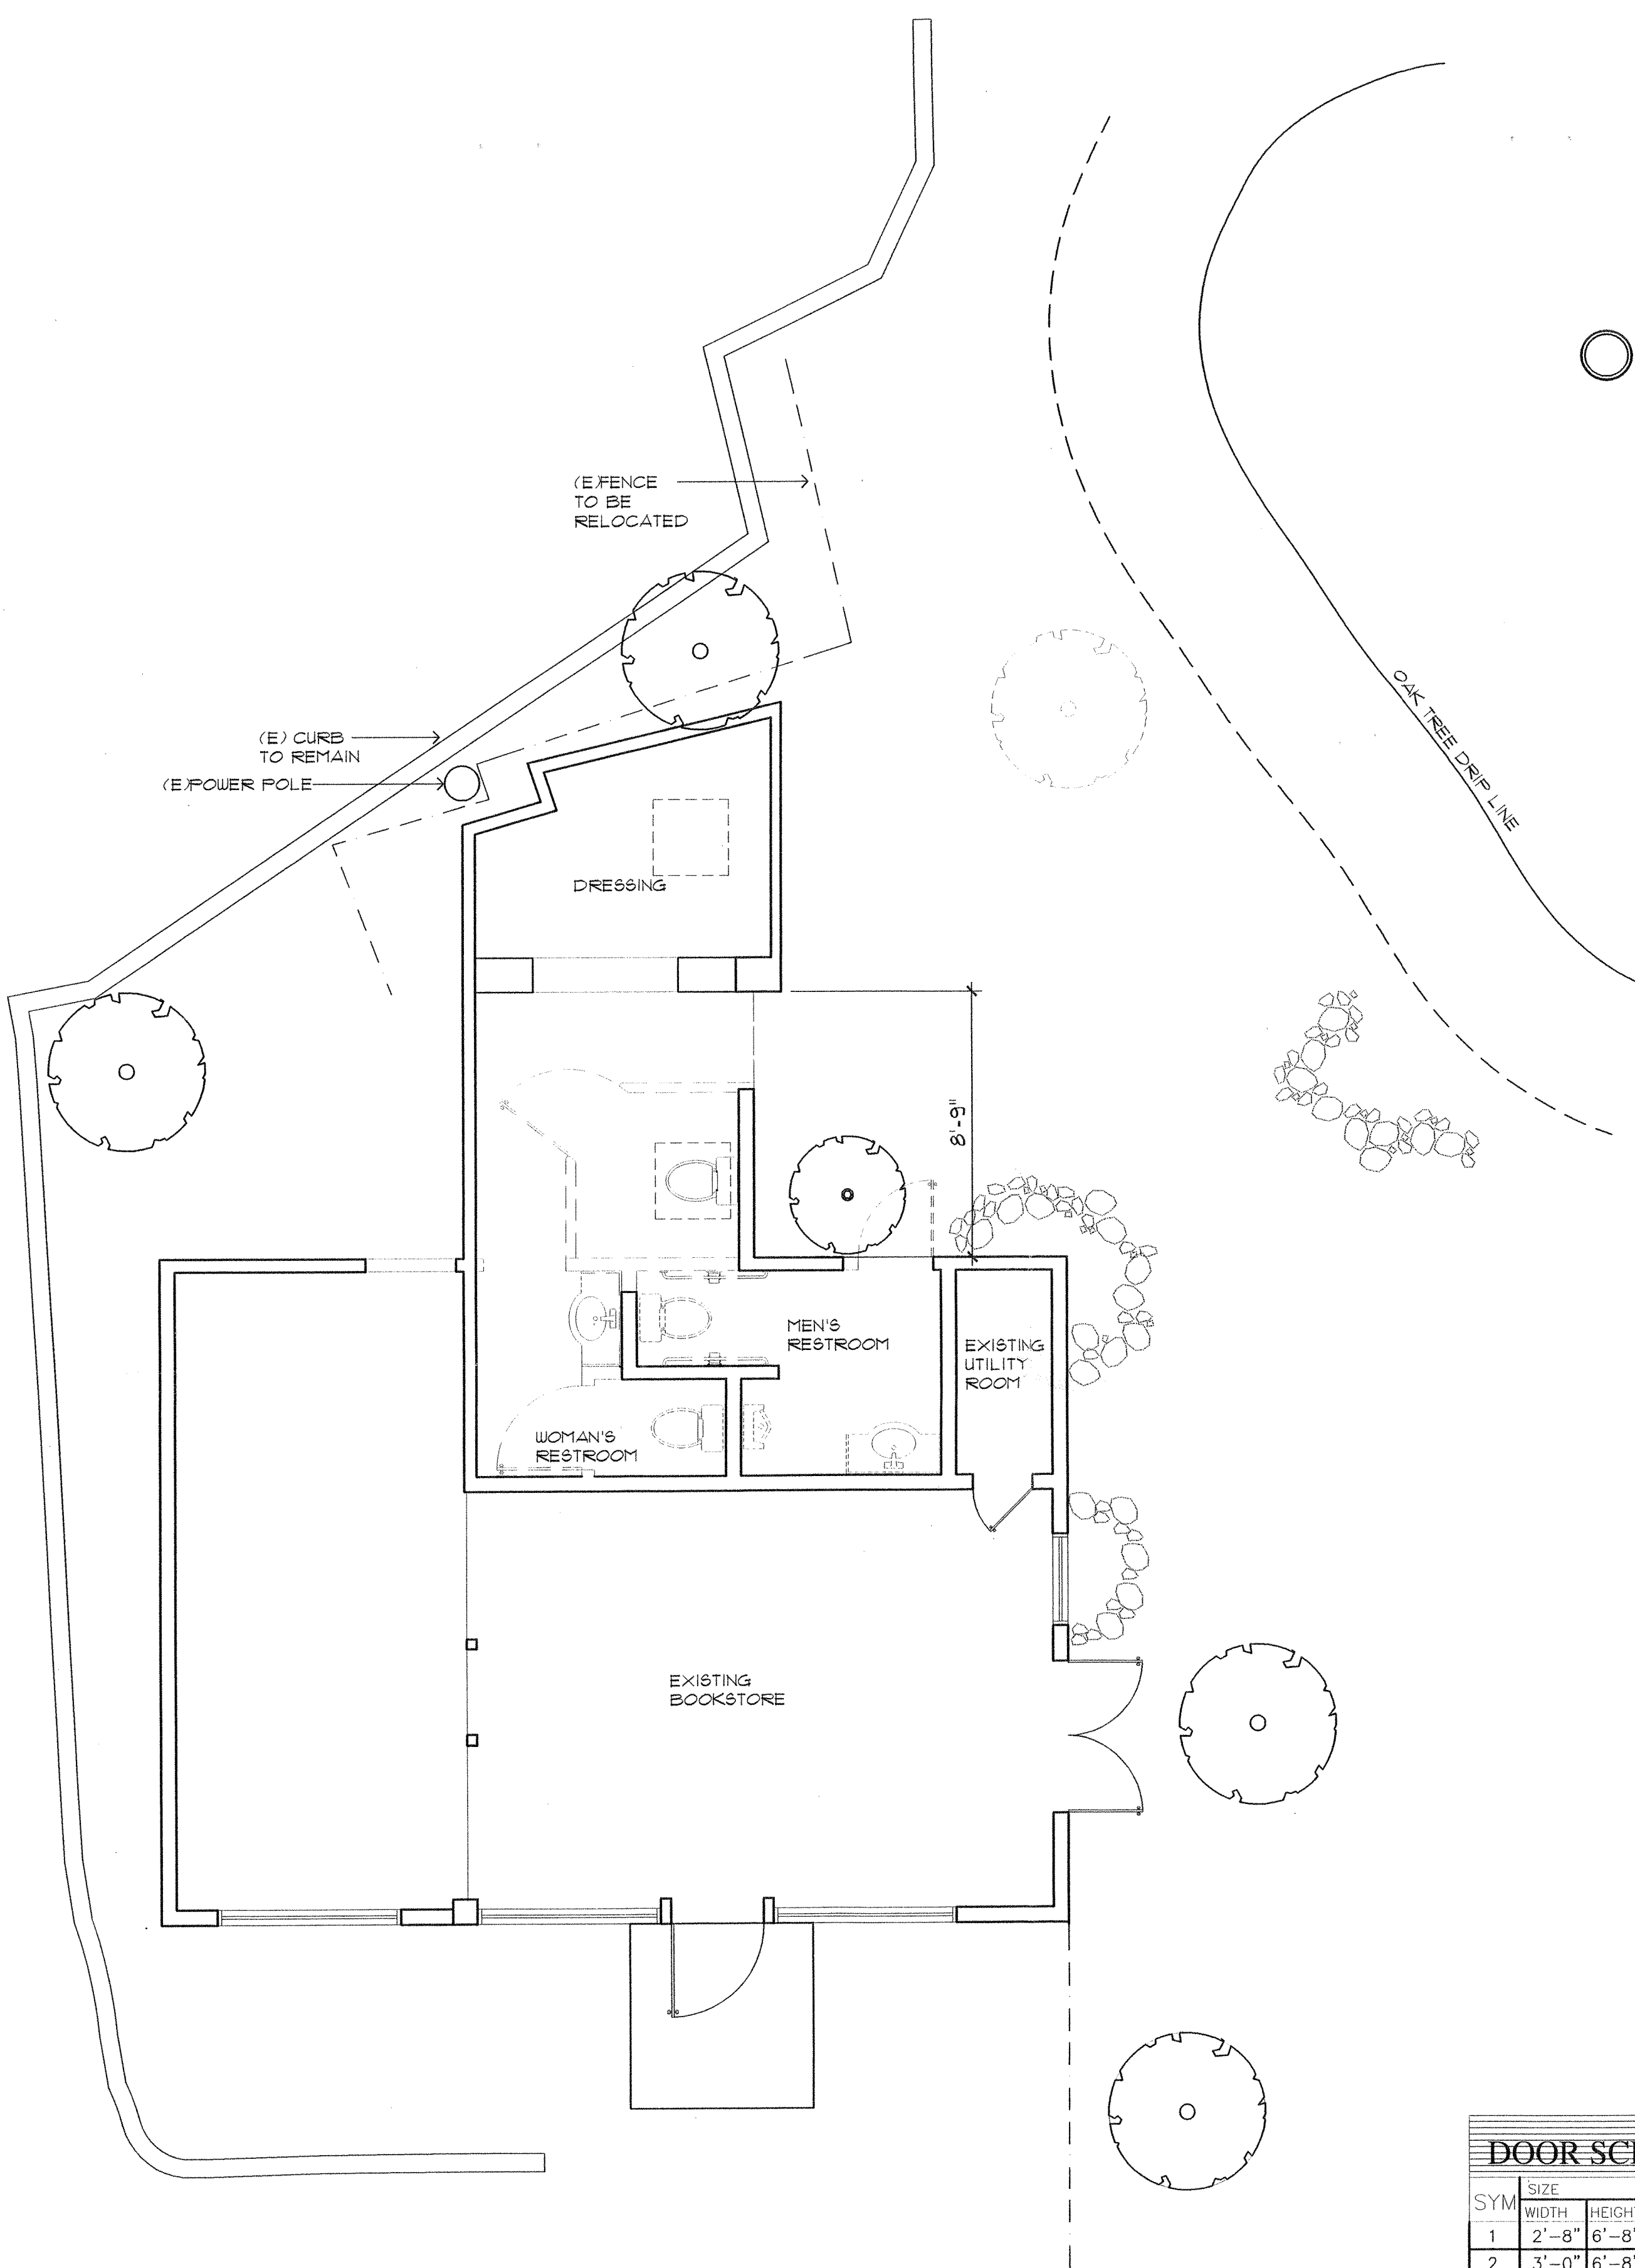 (E)FENCE
TO BE
RELOCATED
(E) CURB
TO REMAIN
(E)POWER POLE
OAK TREE DRIP LINE
DRESSING
8'-9"
MEN'S
RESTROOM
EXISTING
UTILITY
ROOM
WOMAN'S
RESTROOM
EXISTING
BOOKSTORE
DOOR SC
SYM
SIZE
WIDTH HEIGH
1 2'-8" 6'-8"
2 3'-0" 6'-8"